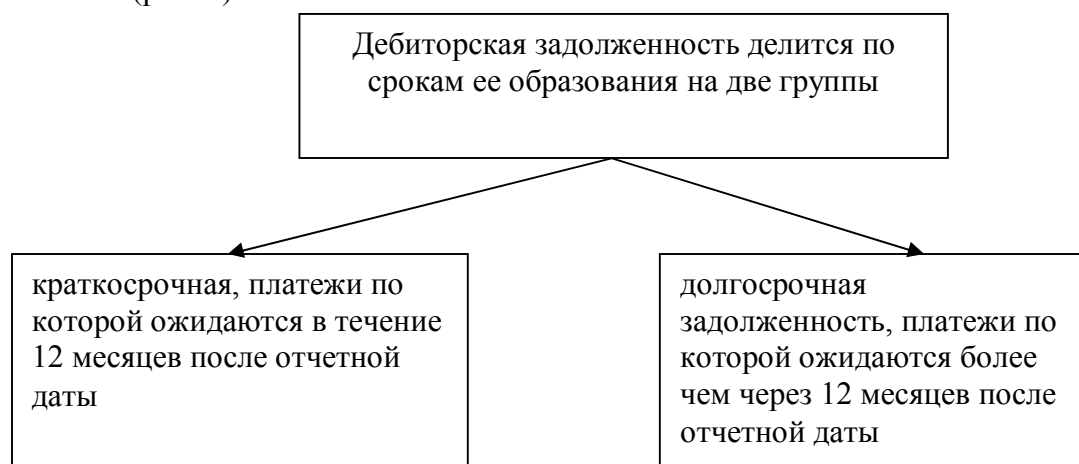 Дебиторская задолженность делится по
срокам ее образования на две группы
краткосрочная, платежи по
которой ожидаются в течение
12 месяцев после отчетной
даты
долгосрочная
задолженность, платежи по
которой ожидаются более
чем через 12 месяцев после
отчетной даты